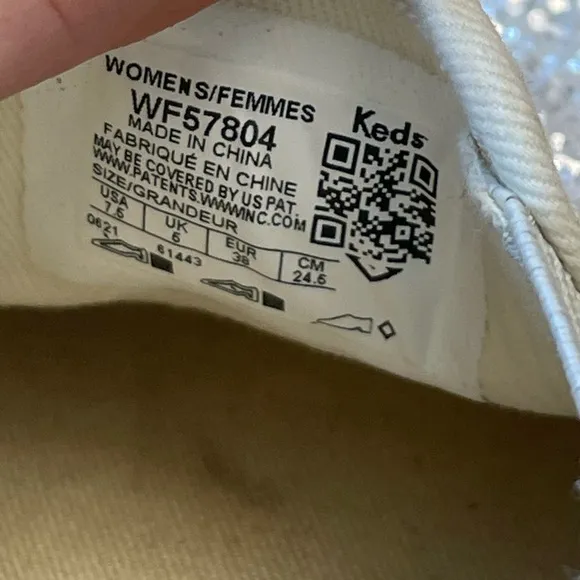 WOMENS/FEMMES
WF57804
MADE IN CHINA
FABRIQUÉ EN CHINE
MAY BE COVERED BY US PAT.
WWW.PATENTS.WWWINC.COM
SIZE/GRANDEUR
USA UK EUR CM
7.5 5 38 24.5
0621 61443
Keds